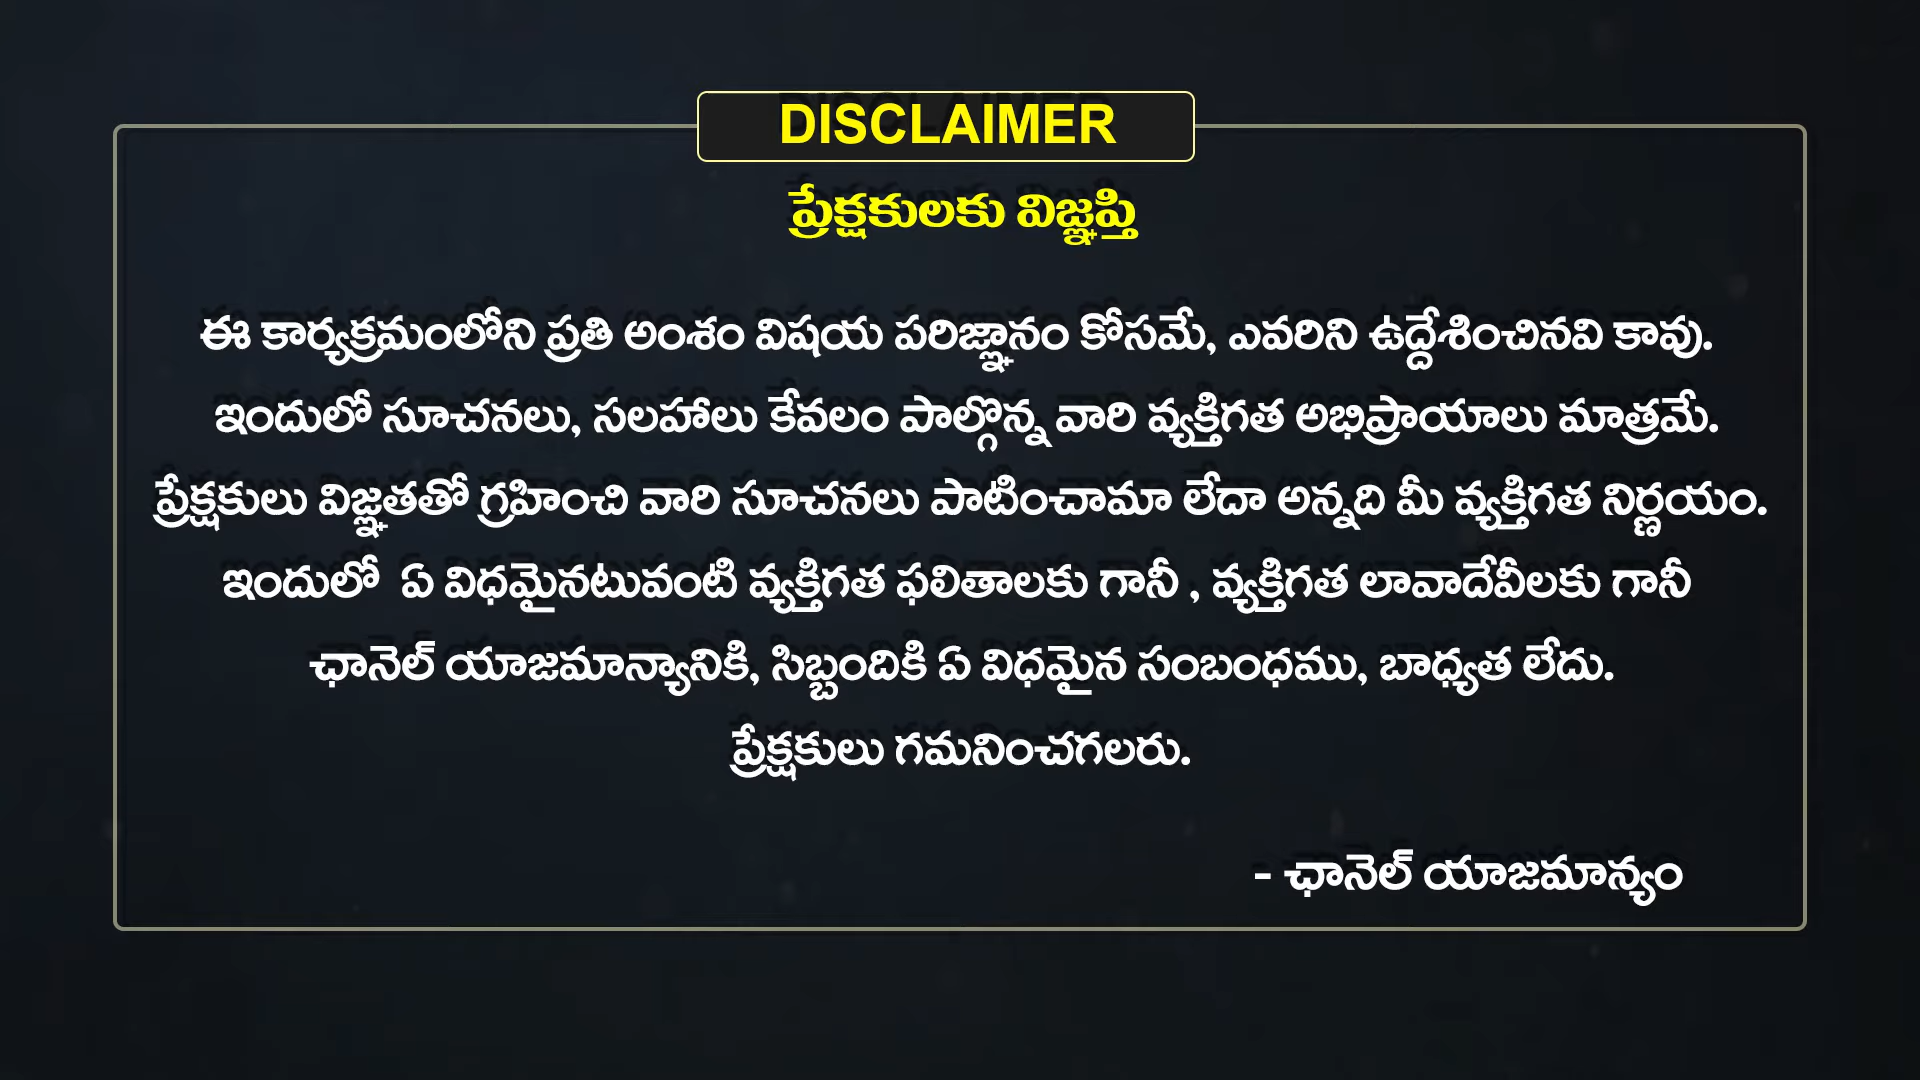 DISCLAIMER
ప్రేక్షకులకు విజ్ఞప్తి
ఈ కార్యక్రమంలోని ప్రతి అంశం విషయ పరిజ్ఞానం కోసమే, ఎవరిని ఉద్దేశించినవి కావు.
ఇందులో సూచనలు, సలహాలు కేవలం పాల్గొన్న వారి వ్యక్తిగత అభిప్రాయాలు మాత్రమే.
ప్రేక్షకులు విజ్ఞతతో గ్రహించి వారి సూచనలు పాటించామా లేదా అన్నది మీ వ్యక్తిగత నిర్ణయం.
ఇందులో ఏ విధమైనటువంటి వ్యక్తిగత ఫలితాలకు గానీ , వ్యక్తిగత లావాదేవీలకు గానీ
ఛానెల్ యాజమాన్యానికి, సిబ్బందికి ఏ విధమైన సంబంధము, బాధ్యత లేదు.
ప్రేక్షకులు గమనించగలరు.
- ఛానెల్ యాజమాన్యం